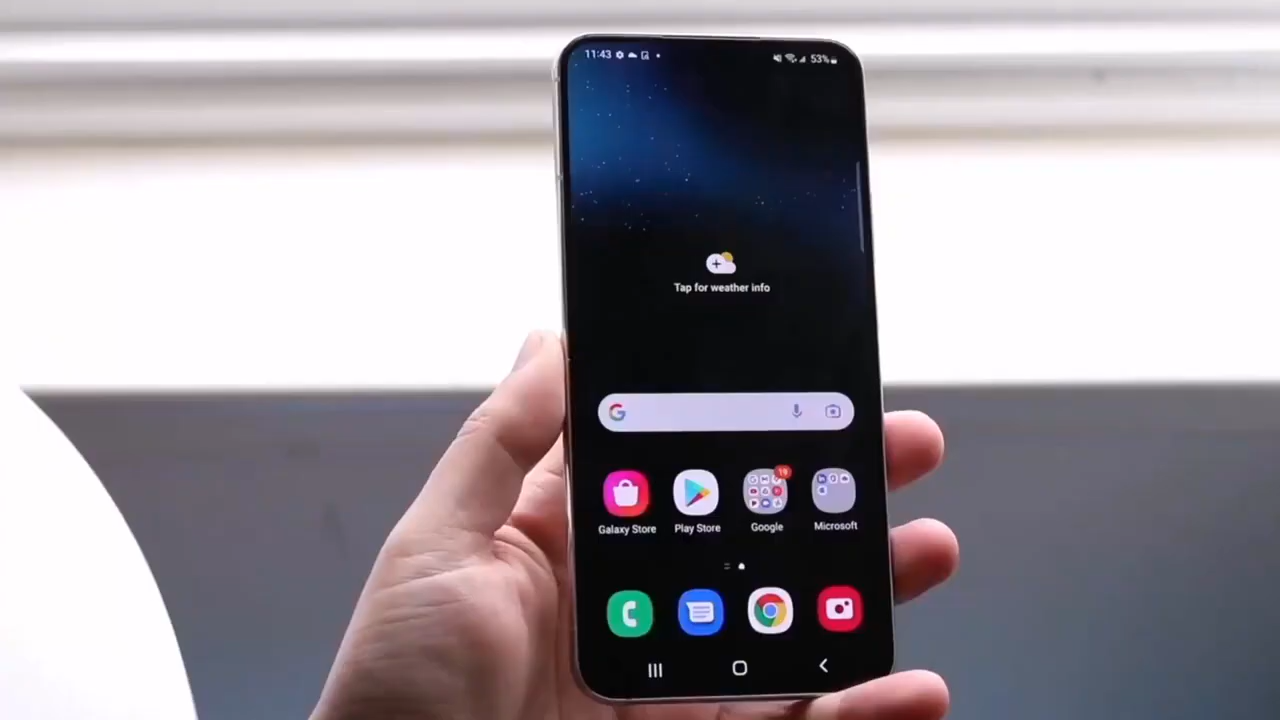 11:43
53%
Tap for weather info
G
19
Galaxy Store
Play Store
Google
Microsoft